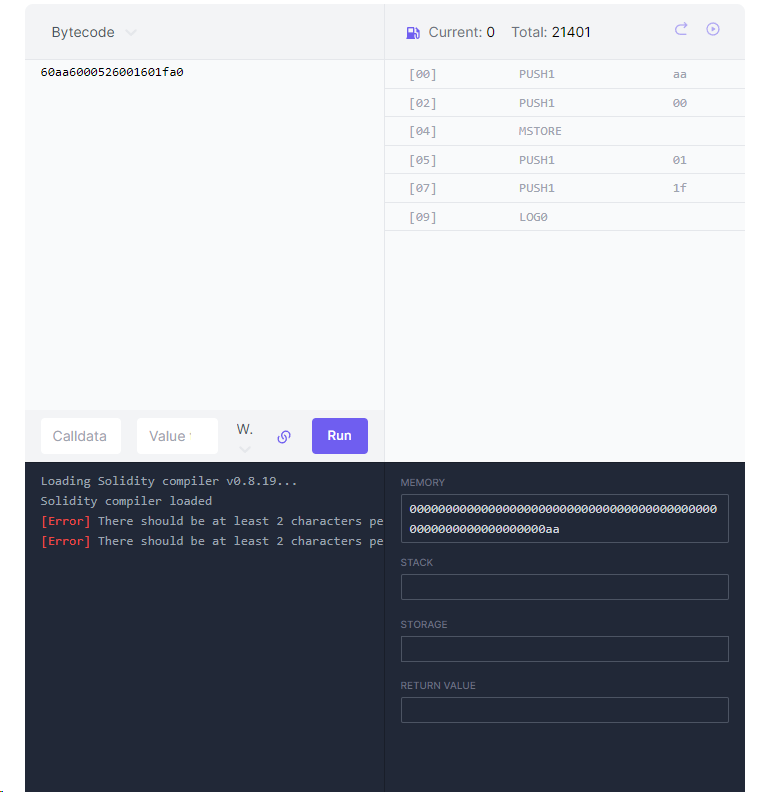 Bytecode
Current: 0 Total: 21401
60aa6000526001601fa0
[00] PUSH1 aa
[02] PUSH1 00
[04] MSTORE
[05] PUSH1 01
[07] PUSH1 1f
[09] LOG0
Calldata Value W. Run
Loading Solidity compiler v0.8.19...
Solidity compiler loaded
[Error] There should be at least 2 characters pe
[Error] There should be at least 2 characters pe
MEMORY
0000000000000000000000000000000000000000000
0000000000000000000aa
STACK
STORAGE
RETURN VALUE